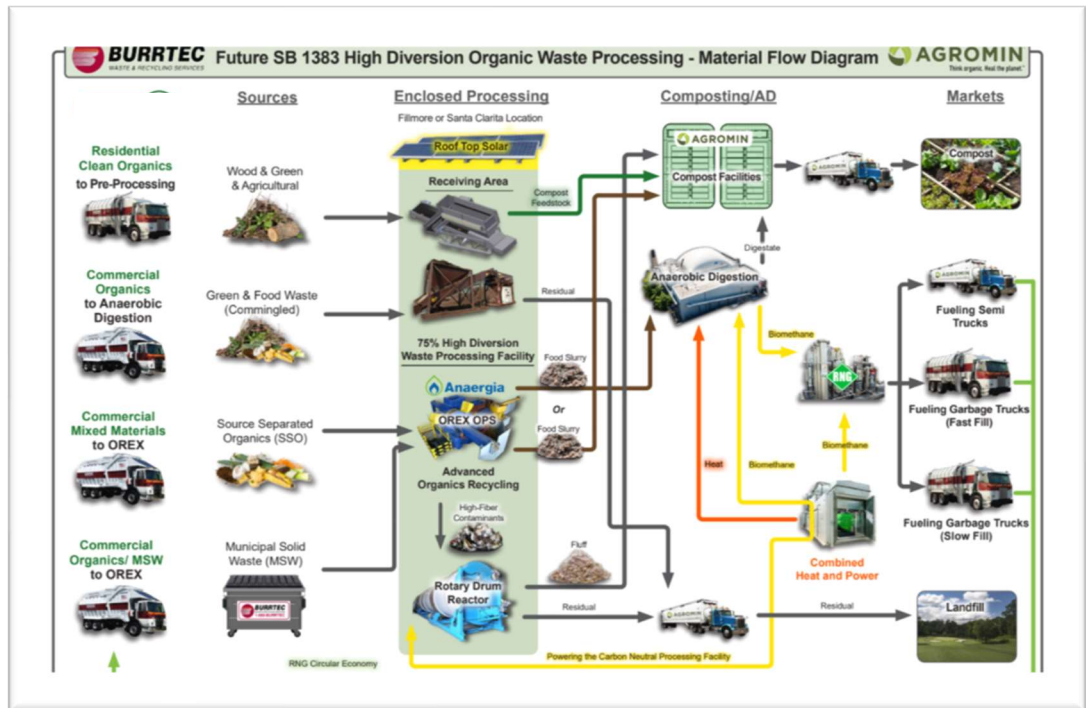 BURRTEC
WASTE & RECYCLING SERVICES
Future SB 1383 High Diversion Organic Waste Processing - Material Flow Diagram
AGROMIN
Think organic. Heal the planet.
Sources
Enclosed Processing
Composting/AD
Markets
Fillmore or Santa Clarita Location
Residential
Clean Organics
to Pre-Processing
Commercial
Organics
to Anaerobic
Digestion
Commercial
Mixed Materials
to OREX
Commercial
Organics/ MSW
to OREX
Wood & Green
& Agricultural
Green & Food Waste
(Commingled)
Source Separated
Organics (SSO)
Municipal Solid
Waste (MSW)
BURRTEC
RNG Circular Economy
Roof Top Solar
Receiving Area
Compost
Feedstock
Residual
75% High Diversion
Waste Processing Facility
Anaergia
OREX OPS
Food Slurry
Or
Food Slurry
Advanced
Organics Recycling
High-Fiber
Contaminants
Fluff
Rotary Drum
Reactor
Residual
Powering the Carbon Neutral Processing Facility
AGROMIN
Compost Facilities
Digestate
Anaerobic Digestion
Biomethane
RNG
Biomethane
Biomethane
Heat
Combined
Heat and Power
AGROMIN
AGROMIN
Residual
Compost
AGROMIN
Fueling Semi
Trucks
Fueling Garbage Trucks
(Fast Fill)
Fueling Garbage Trucks
(Slow Fill)
Landfill